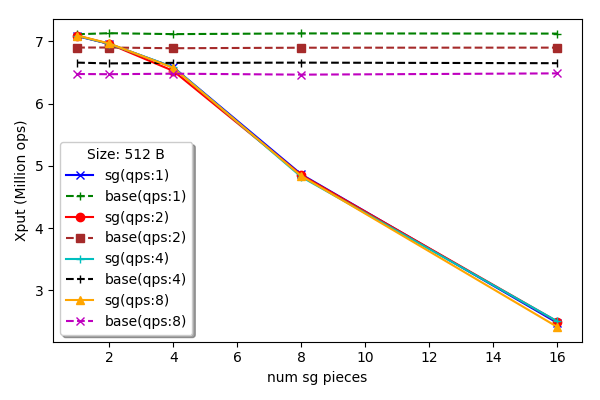 7
6
5
4
3
Xput (Million ops)
Size: 512 B
sg(qps:1)
base(qps:1)
sg(qps:2)
base(qps:2)
sg(qps:4)
base(qps:4)
sg(qps:8)
base(qps:8)
2 4 6 8 10 12 14 16
num sg pieces